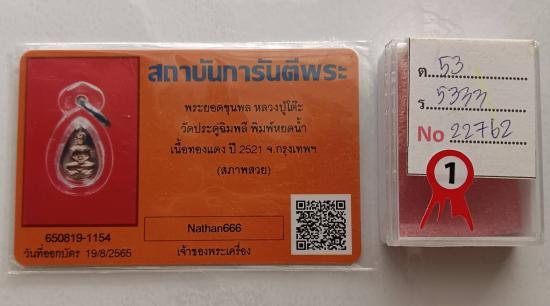 สถาบันการันตีพระ
พระยอดขุนพล หลวงปู่โต๊ะ
วัดประดู่ฉิมพลี พิมพ์หยดน้ำ
เนื้อทองแดง ปี 2521 จ.กรุงเทพฯ
(สภาพสวย)
Nathan666
เจ้าของพระเครื่อง
650819-1154
วันที่ออกบัตร 19/8/2565
ต 53
ร 5333
No 22762
1